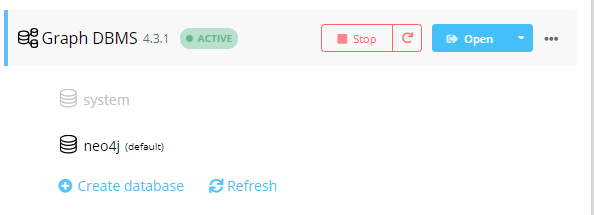 Graph DBMS 4.3.1 ACTIVE Stop Open
system
neo4j (default)
Create database Refresh